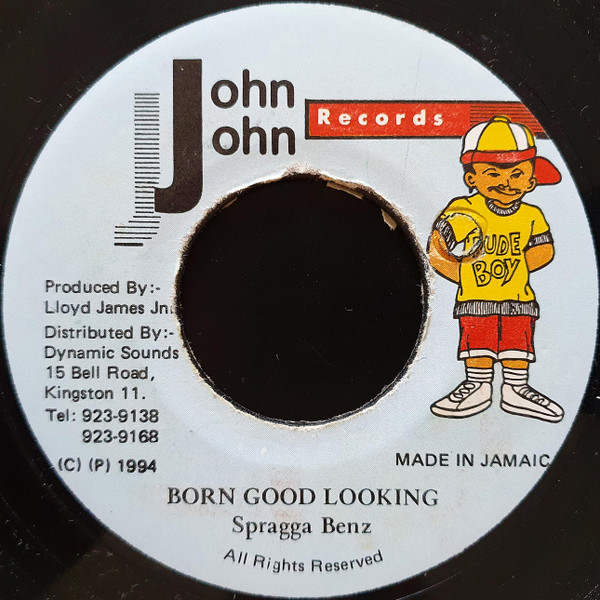 John
John
Records
RUDE
BOY
Produced By:-
Lloyd James Jn.
Distributed By:-
Dynamic Sounds
15 Bell Road,
Kingston 11.
Tel: 923-9138
923-9168
(C) (P) 1994
MADE IN JAMAIC
BORN GOOD LOOKING
Spragga Benz
All Rights Reserved